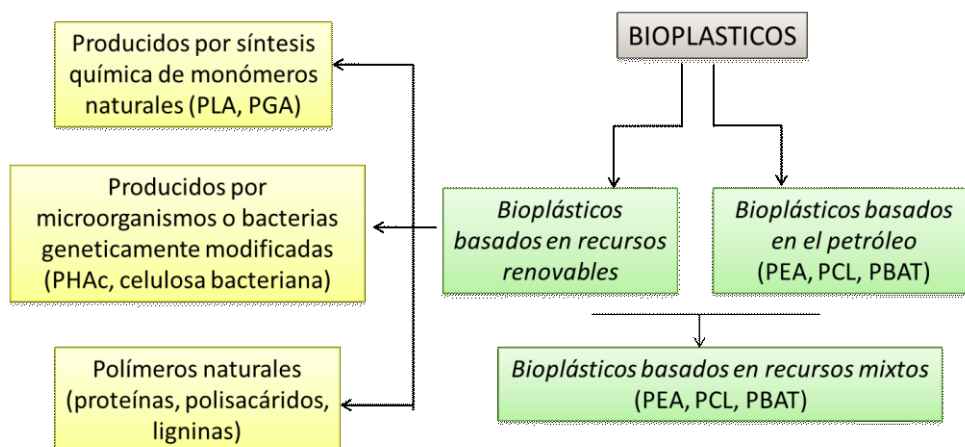 BIOPLASTICOS
Producidos por síntesis
química de monómeros
naturales (PLA, PGA)
Producidos por
microorganismos o bacterias
geneticamente modificadas
(PHAc, celulosa bacteriana)
Polímeros naturales
(proteínas, polisacáridos,
ligninas)
Bioplásticos
basados en recursos
renovables
Bioplásticos basados
en el petróleo
(PEA, PCL, PBAT)
Bioplásticos basados en recursos mixtos
(PEA, PCL, PBAT)